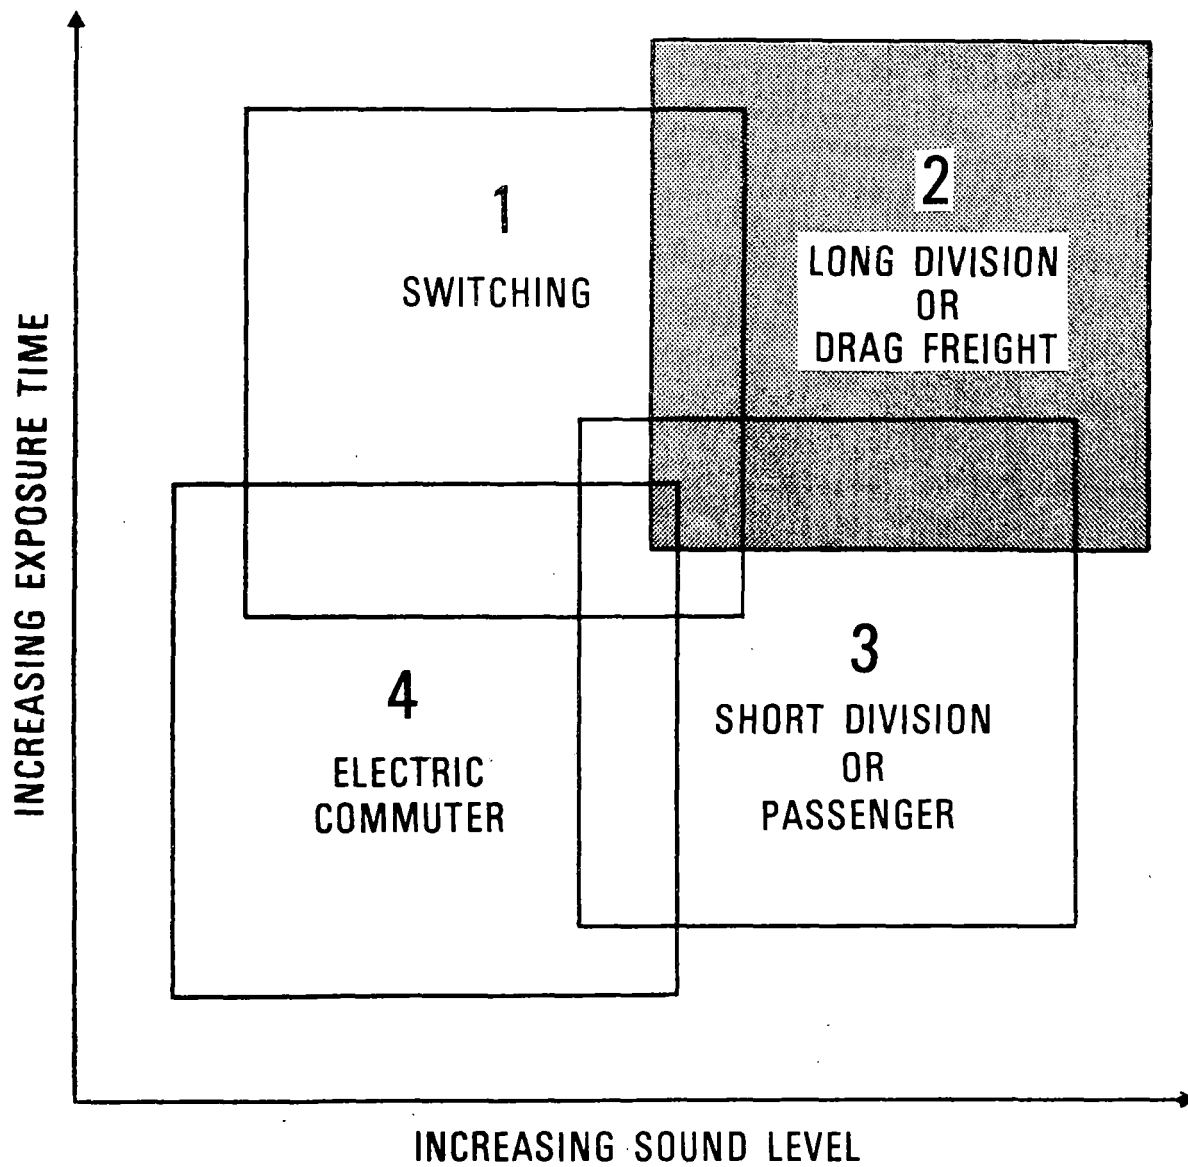 INCREASING EXPOSURE TIME
1
SWITCHING
2
LONG DIVISION
OR
DRAG FREIGHT
3
SHORT DIVISION
OR
PASSENGER
4
ELECTRIC
COMMUTER
INCREASING SOUND LEVEL